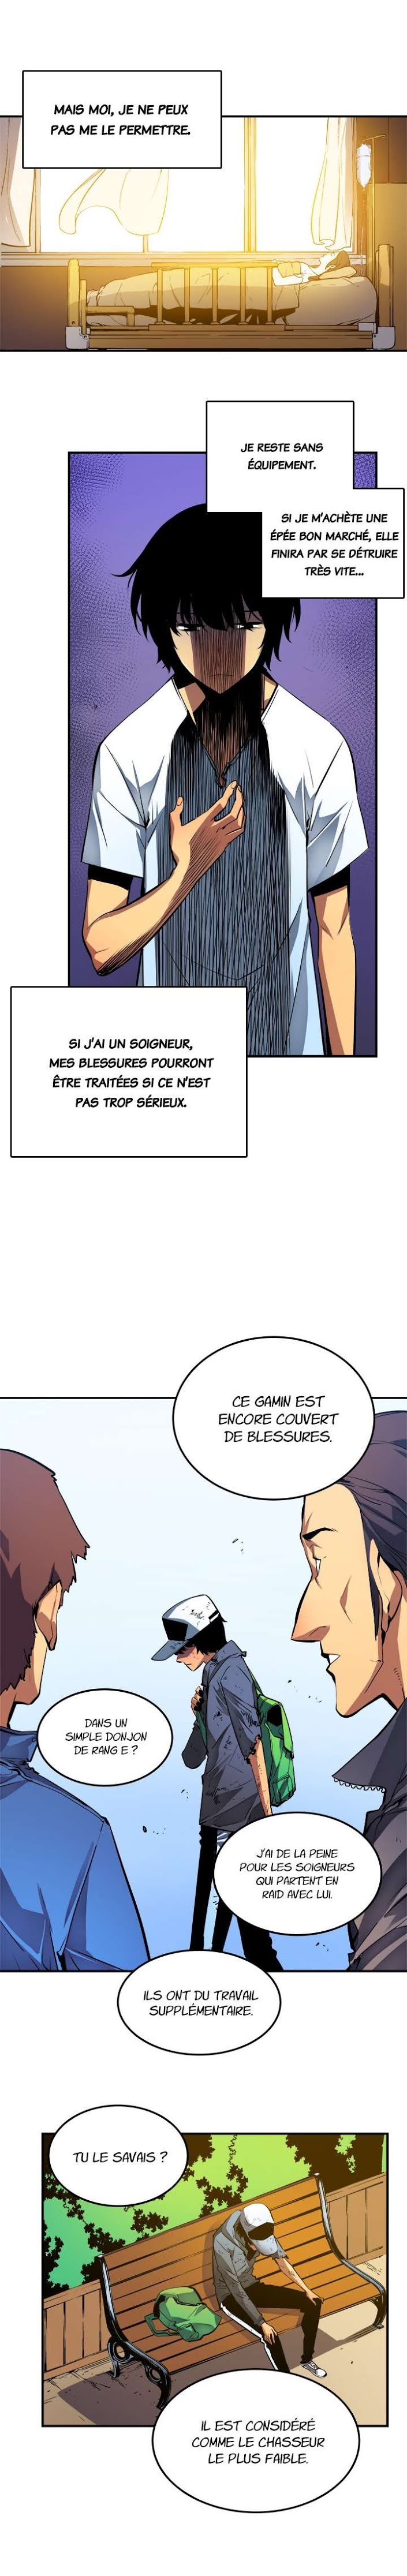 MAIS MOI, JE NE PEUX
PAS ME LE PERMETTRE.
JE RESTE SANS
ÉQUIPEMENT.
SI JE M'ACHÈTE UNE
ÉPÉE BON MARCHÉ, ELLE
FINIRA PAR SE DÉTRUIRE
TRÈS VITE...
SI J'AI UN SOIGNEUR,
MES BLESSURES POURRONT
ÊTRE TRAITÉES SI CE N'EST
PAS TROP SÉRIEUX.
CE GAMIN EST
ENCORE COUVERT
DE BLESSURES.
DANS UN
SIMPLE DONJON
DE RANG E ?
J'AI DE LA PEINE
POUR LES SOIGNEURS
QUI PARTENT EN
RAID AVEC LUI.
ILS ONT DU TRAVAIL
SUPPLÉMENTAIRE.
TU LE SAVAIS ?
IL EST CONSIDÉRÉ
COMME LE CHASSEUR
LE PLUS FAIBLE.